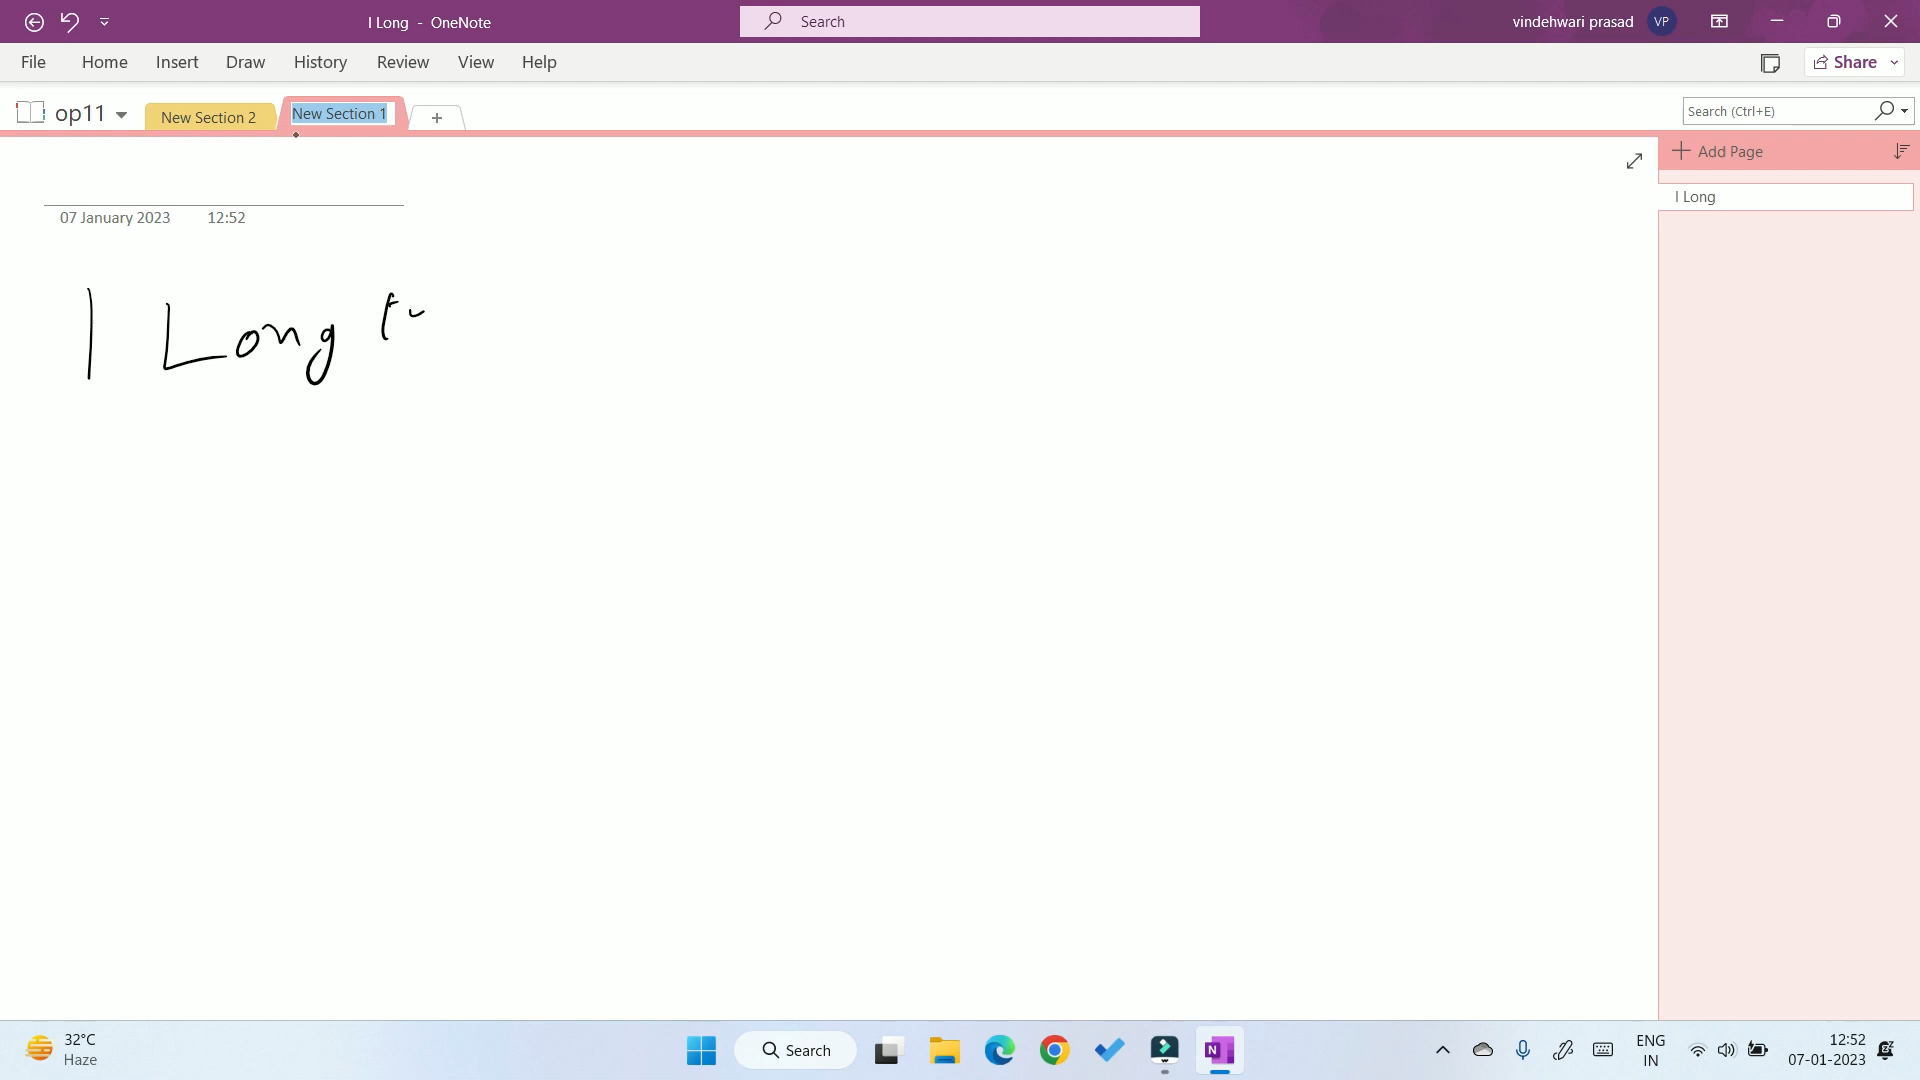 I Long - OneNote
Search
vindehwari prasad VP
File Home Insert Draw History Review View Help
Share
op11 New Section 2 New Section 1 +
Search (Ctrl+E)
Add Page
I Long
07 January 2023 12:52
I Long
32°C
Haze
Search
ENG
IN
12:52
07-01-2023